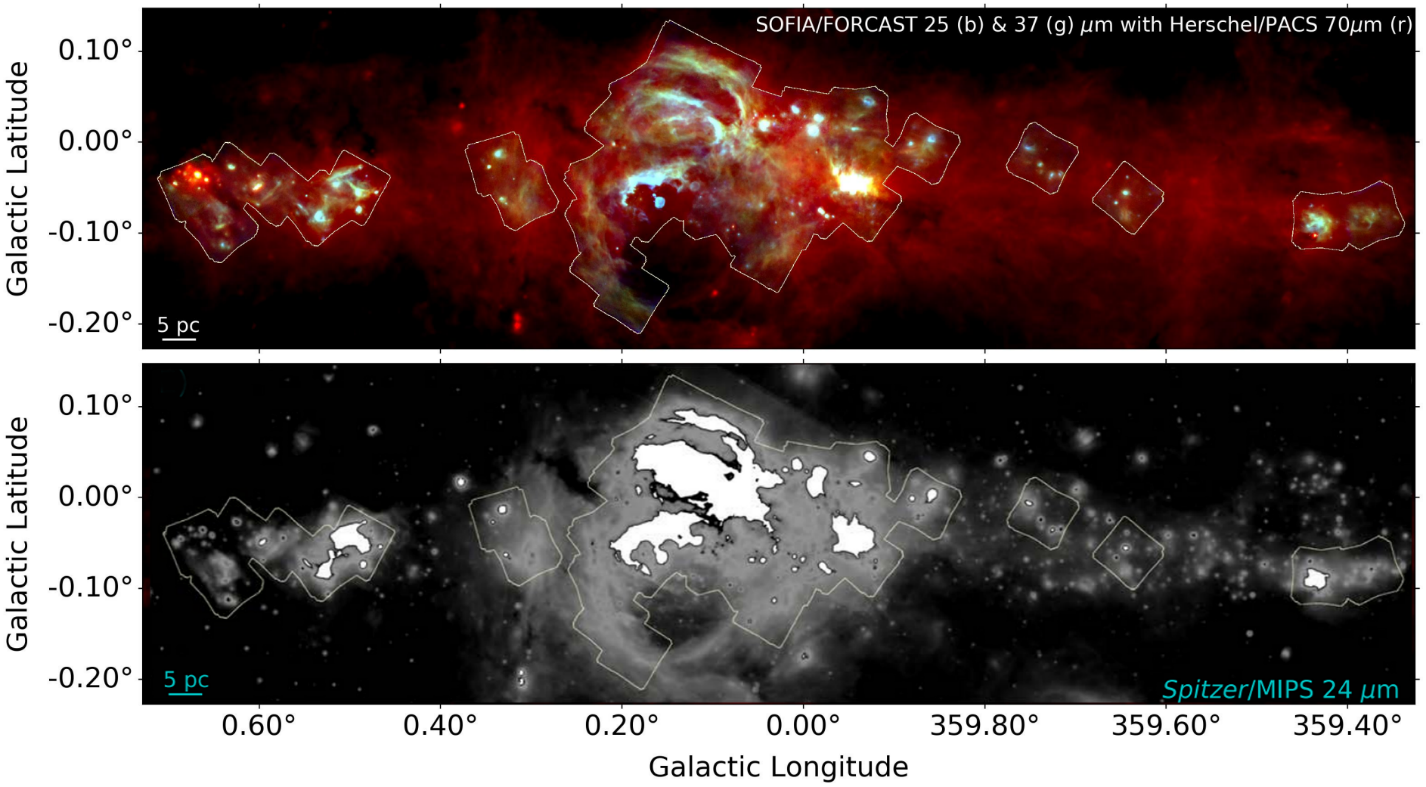 SOFIA/FORCAST 25 (b) & 37 (g) μm with Herschel/PACS 70μm (r)
Galactic Latitude
0.10°
0.00°
-0.10°
-0.20°
5 pc
Galactic Latitude
0.10°
0.00°
-0.10°
-0.20°
5 pc
Spitzer/MIPS 24 μm
0.60° 0.40° 0.20° 0.00° 359.80° 359.60° 359.40°
Galactic Longitude